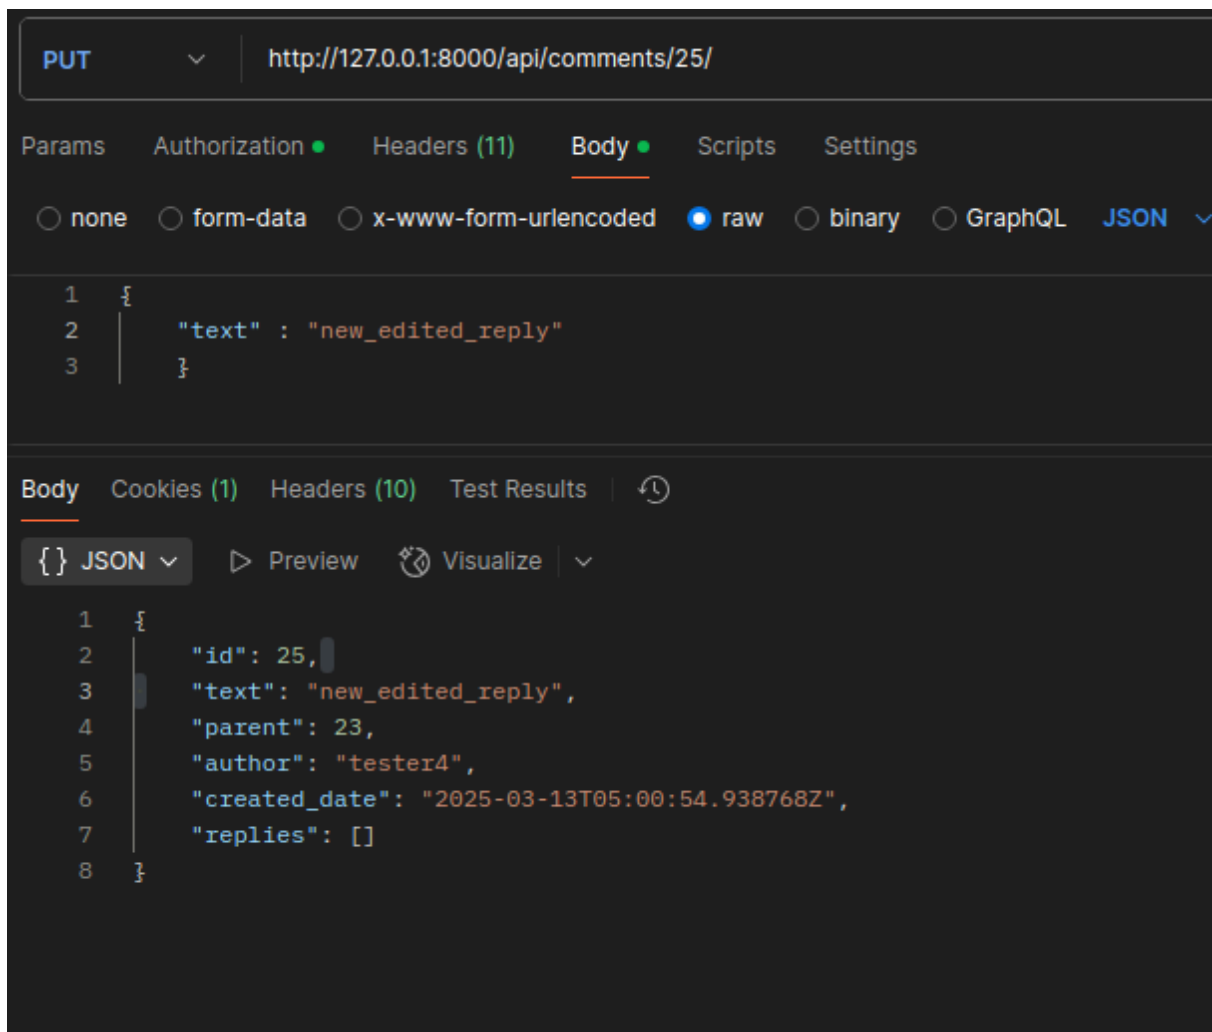 PUT http://127.0.0.1:8000/api/comments/25/
Params Authorization Headers (11) Body Scripts Settings
none form-data x-www-form-urlencoded raw binary GraphQL JSON
1 {
2 "text" : "new_edited_reply"
3 }
Body Cookies (1) Headers (10) Test Results
{} JSON Preview Visualize
1 {
2 "id": 25,
3 "text": "new_edited_reply",
4 "parent": 23,
5 "author": "tester4",
6 "created_date": "2025-03-13T05:00:54.938768Z",
7 "replies": []
8 }